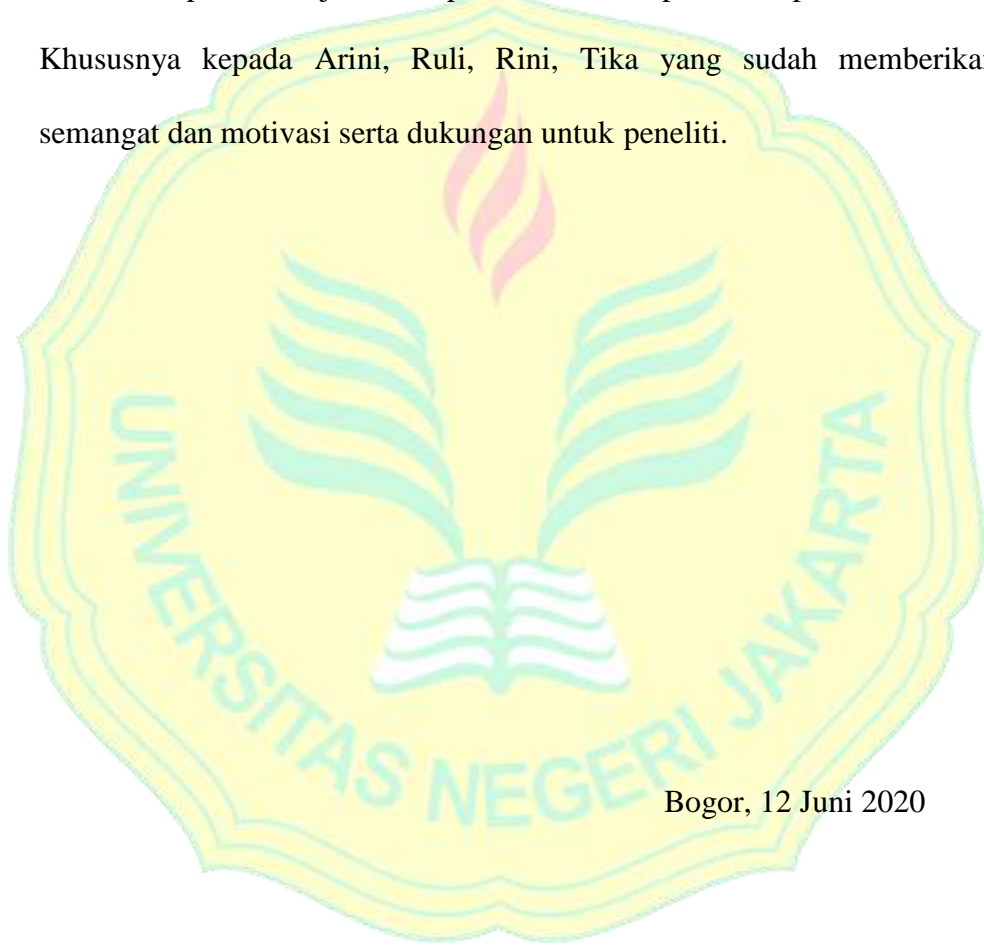 Khususnya kepada Arini, Ruli, Rini, Tika yang sudah memberikan
semangat dan motivasi serta dukungan untuk peneliti.
UNIVERSITAS NEGERI JAKARTA
Bogor, 12 Juni 2020